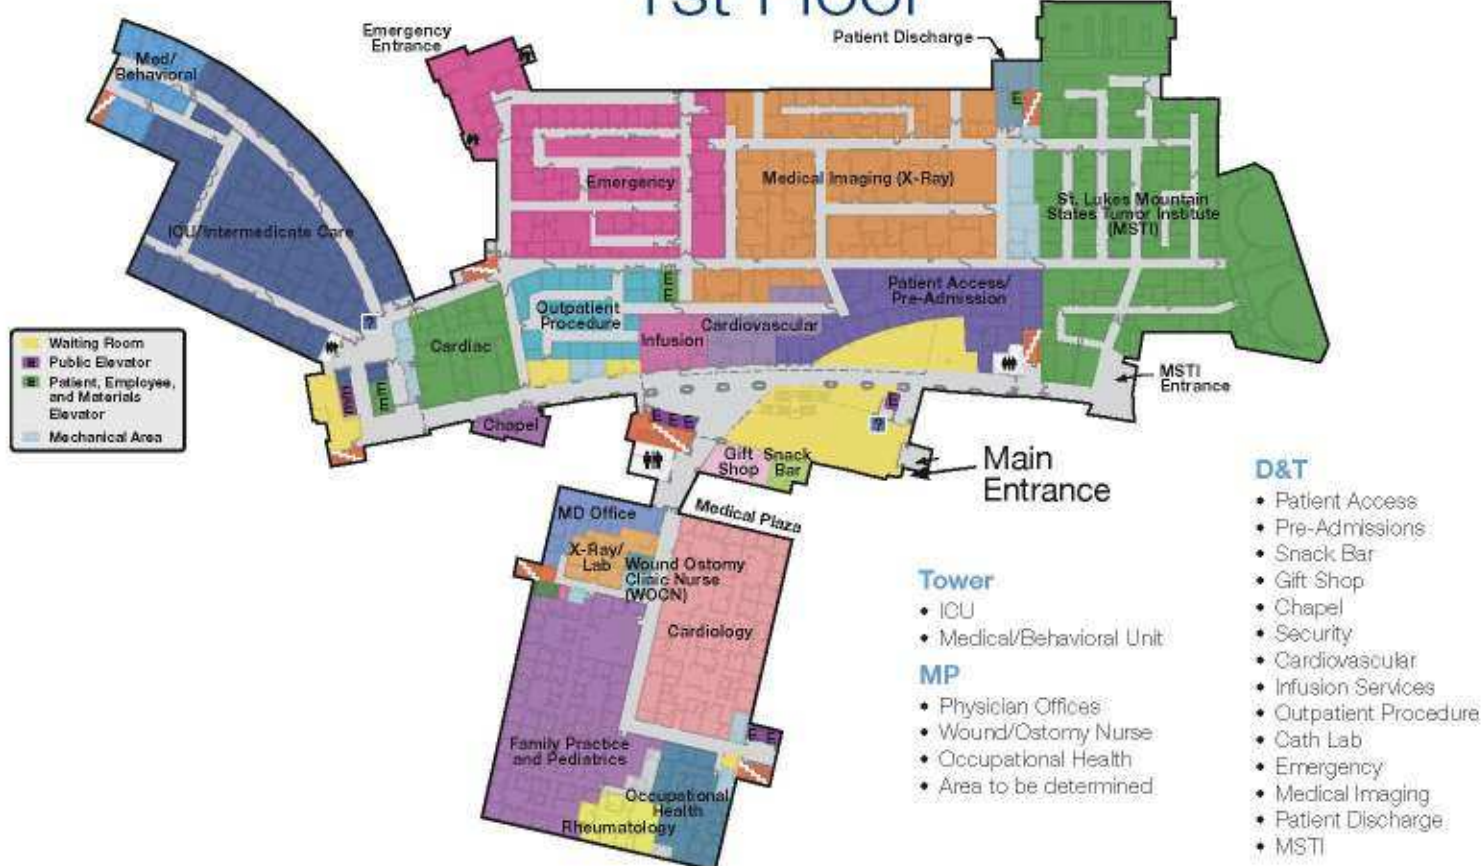 1st Floor
Emergency
Entrance
Patient Discharge
Med/
Behavioral
Emergency
Medical Imaging (X-Ray)
St. Lukes Mountain
States Tumor Institute
(MSTI)
ICU/Intermedicate Care
Patient Access/
Pre-Admission
Outpatient
Procedure
Cardiovascular
Infusion
Cardiac
MSTI
Entrance
Waiting Room
E Public Elevator
E Patient, Employee,
and Materials
Elevator
Mechanical Area
Chapel
Gift
Shop
Snack
Bar
Main
Entrance
Medical Plaza
MD Office
X-Ray/
Lab
Wound Ostomy
Clinic Nurse
(WOCN)
Cardiology
Family Practice
and Pediatrics
Occupational
Health
Rheumatology
Tower
• ICU
• Medical/Behavioral Unit
MP
• Physician Offices
• Wound/Ostomy Nurse
• Occupational Health
• Area to be determined
D&T
• Patient Access
• Pre-Admissions
• Snack Bar
• Gift Shop
• Chapel
• Security
• Cardiovascular
• Infusion Services
• Outpatient Procedure
• Cath Lab
• Emergency
• Medical Imaging
• Patient Discharge
• MSTI